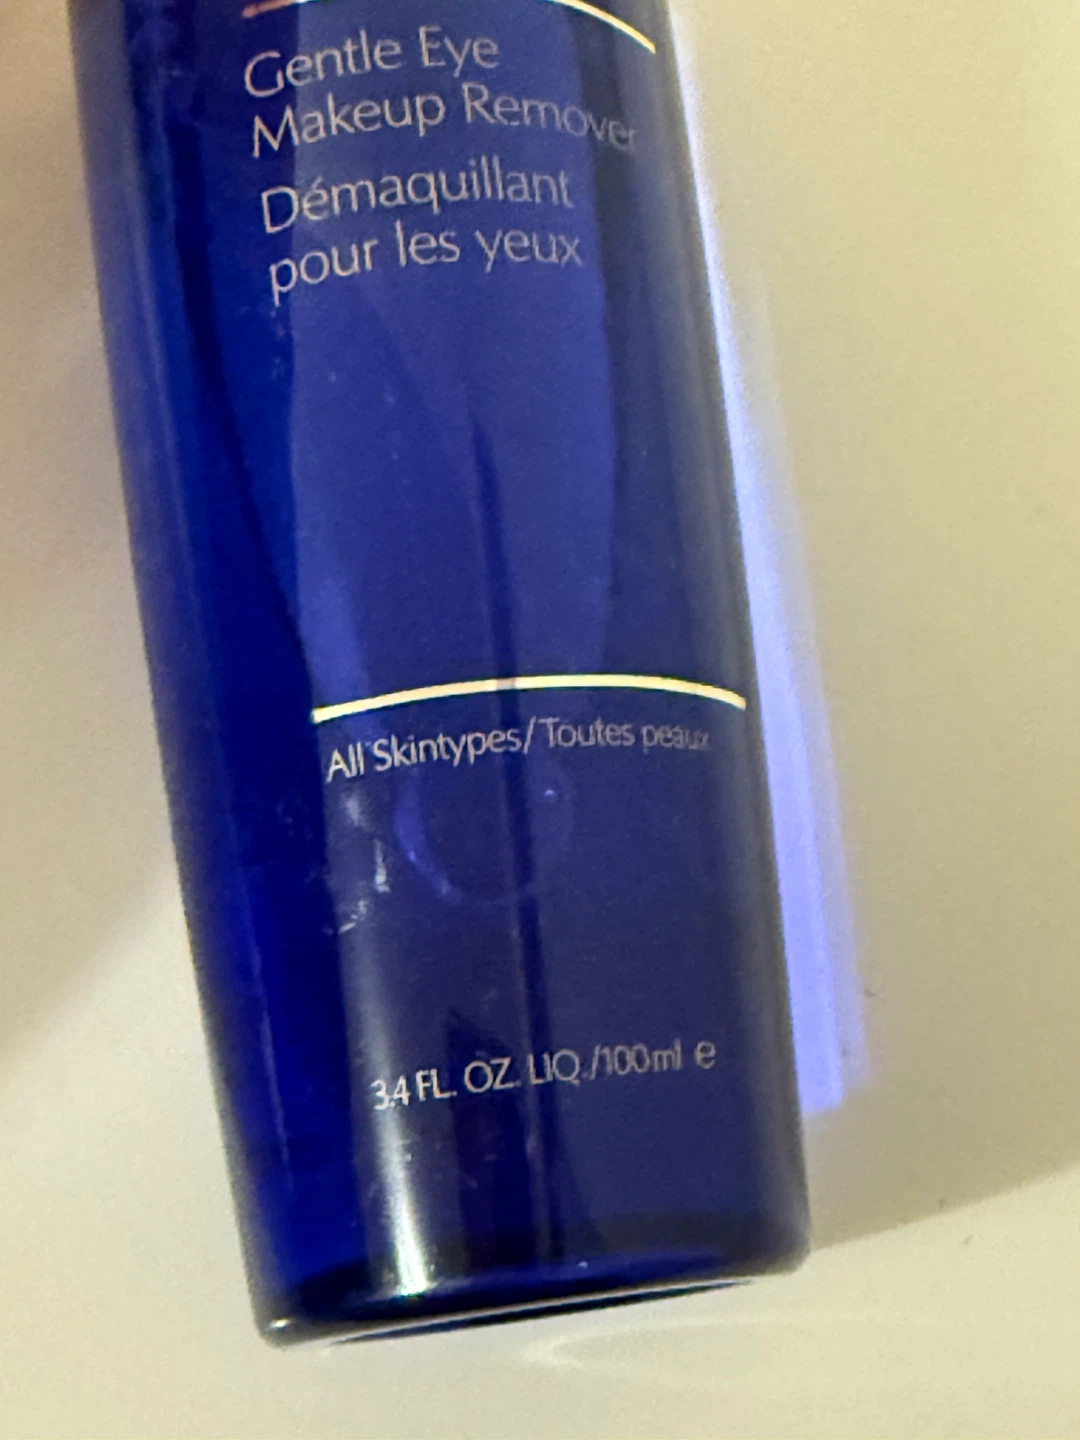 Gentle Eye
Makeup Remover
Démaquillant
pour les yeux
All Skintypes/Toutes peaux
3.4 FL. OZ. LIQ./100ml e